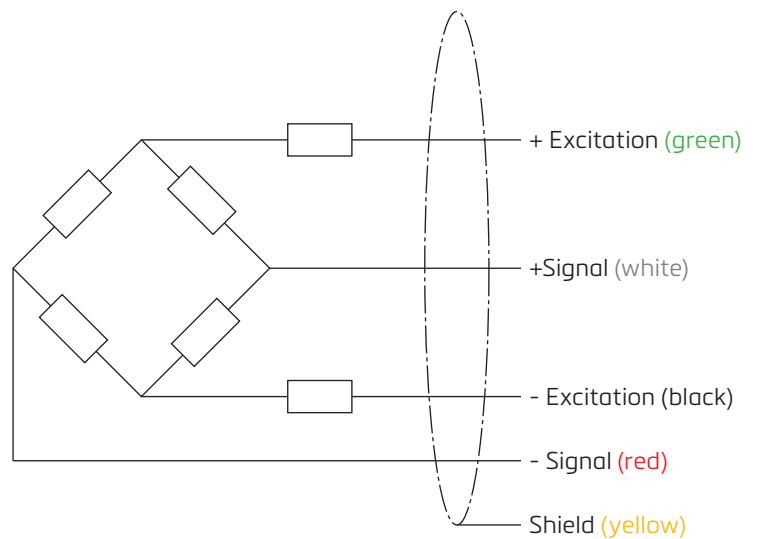 + Excitation (green)
+Signal (white)
- Excitation (black)
- Signal (red)
Shield (yellow)